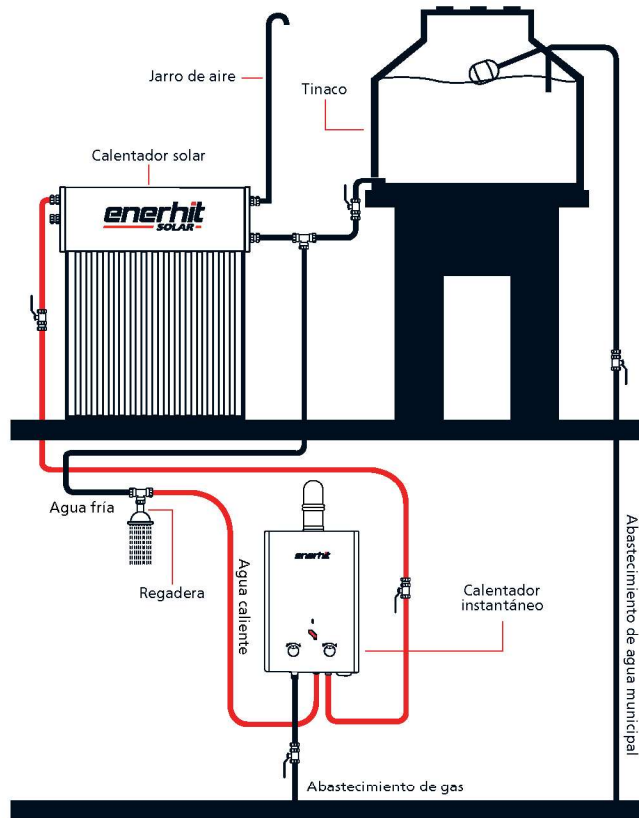 Jarro de aire
Tinaco
Calentador solar
enerhit
SOLAR
Agua fría
Regadera
Agua caliente
enerhit
Calentador
instantáneo
Abastecimiento de agua municipal
Abastecimiento de gas